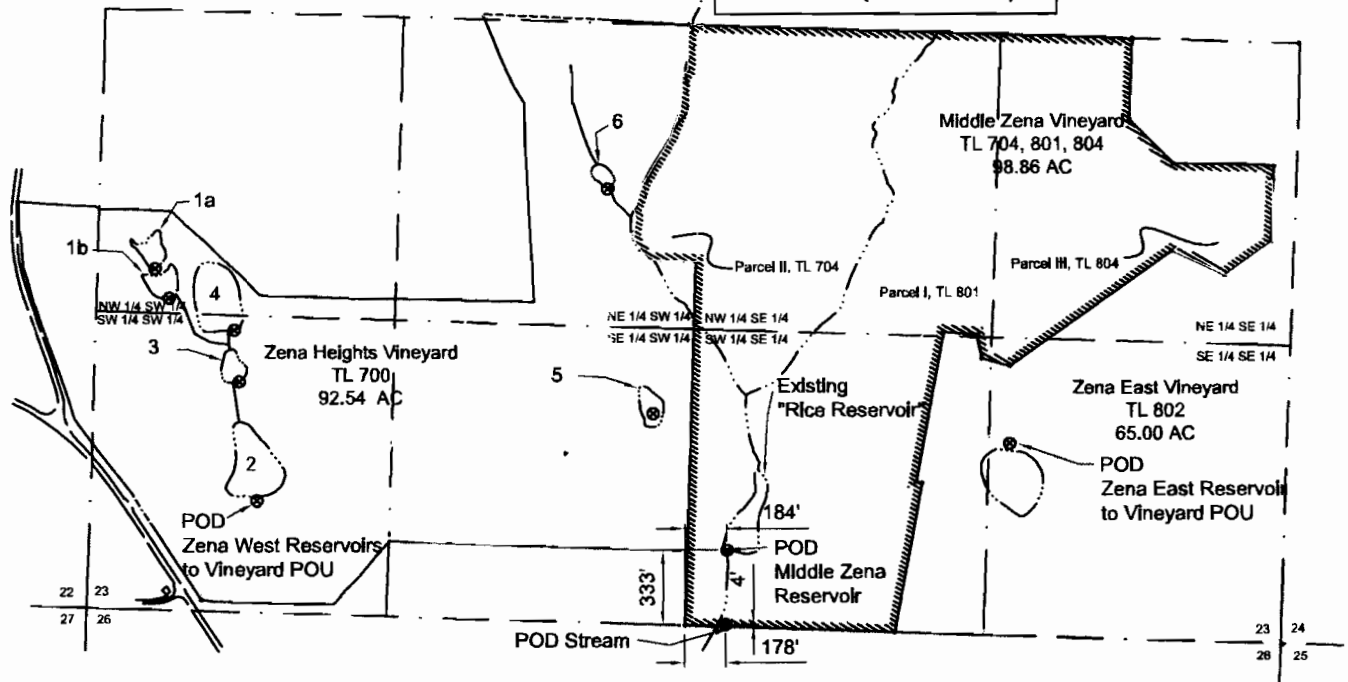 6
Middle Zena Vineyard
TL 704, 801, 804
98.86 AC
1a
1b
4
Parcel II, TL 704
Parcel III, TL 804
Parcel I, TL 801
NW 1/4 SW 1/4
SW 1/4 SW 1/4
NE 1/4 SW 1/4
SE 1/4 SW 1/4
NW 1/4 SE 1/4
SW 1/4 SE 1/4
NE 1/4 SE 1/4
SE 1/4 SE 1/4
3
Zena Heights Vineyard
TL 700
92.54 AC
5
Existing
"Rice Reservoir"
Zena East Vineyard
TL 802
65.00 AC
2
POD
Zena East Reservoir
to Vineyard POU
POD
Zena West Reservoirs
to Vineyard POU
184'
POD
Middle Zena
Reservoir
333'
4'
22 23
27 26
POD Stream
178'
23 24
26 25